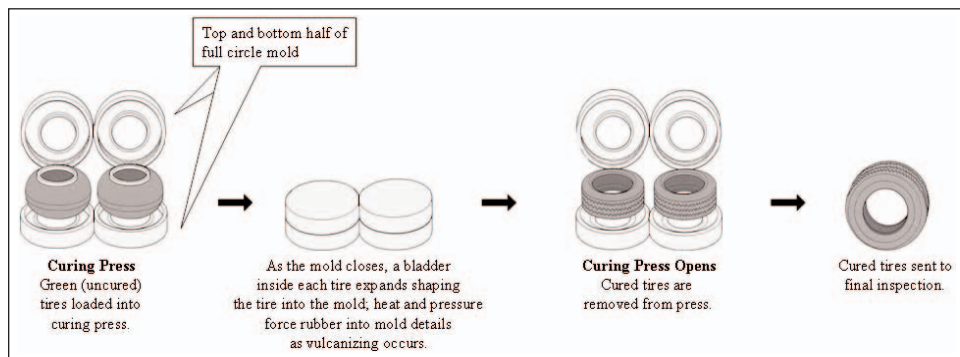 Top and bottom half of
full circle mold
Curing Press
Green (uncured)
tires loaded into
curing press.
As the mold closes, a bladder
inside each tire expands shaping
the tire into the mold; heat and pressure
force rubber into mold details
as vulcanizing occurs.
Curing Press Opens
Cured tires are
removed from press.
Cured tires sent to
final inspection.